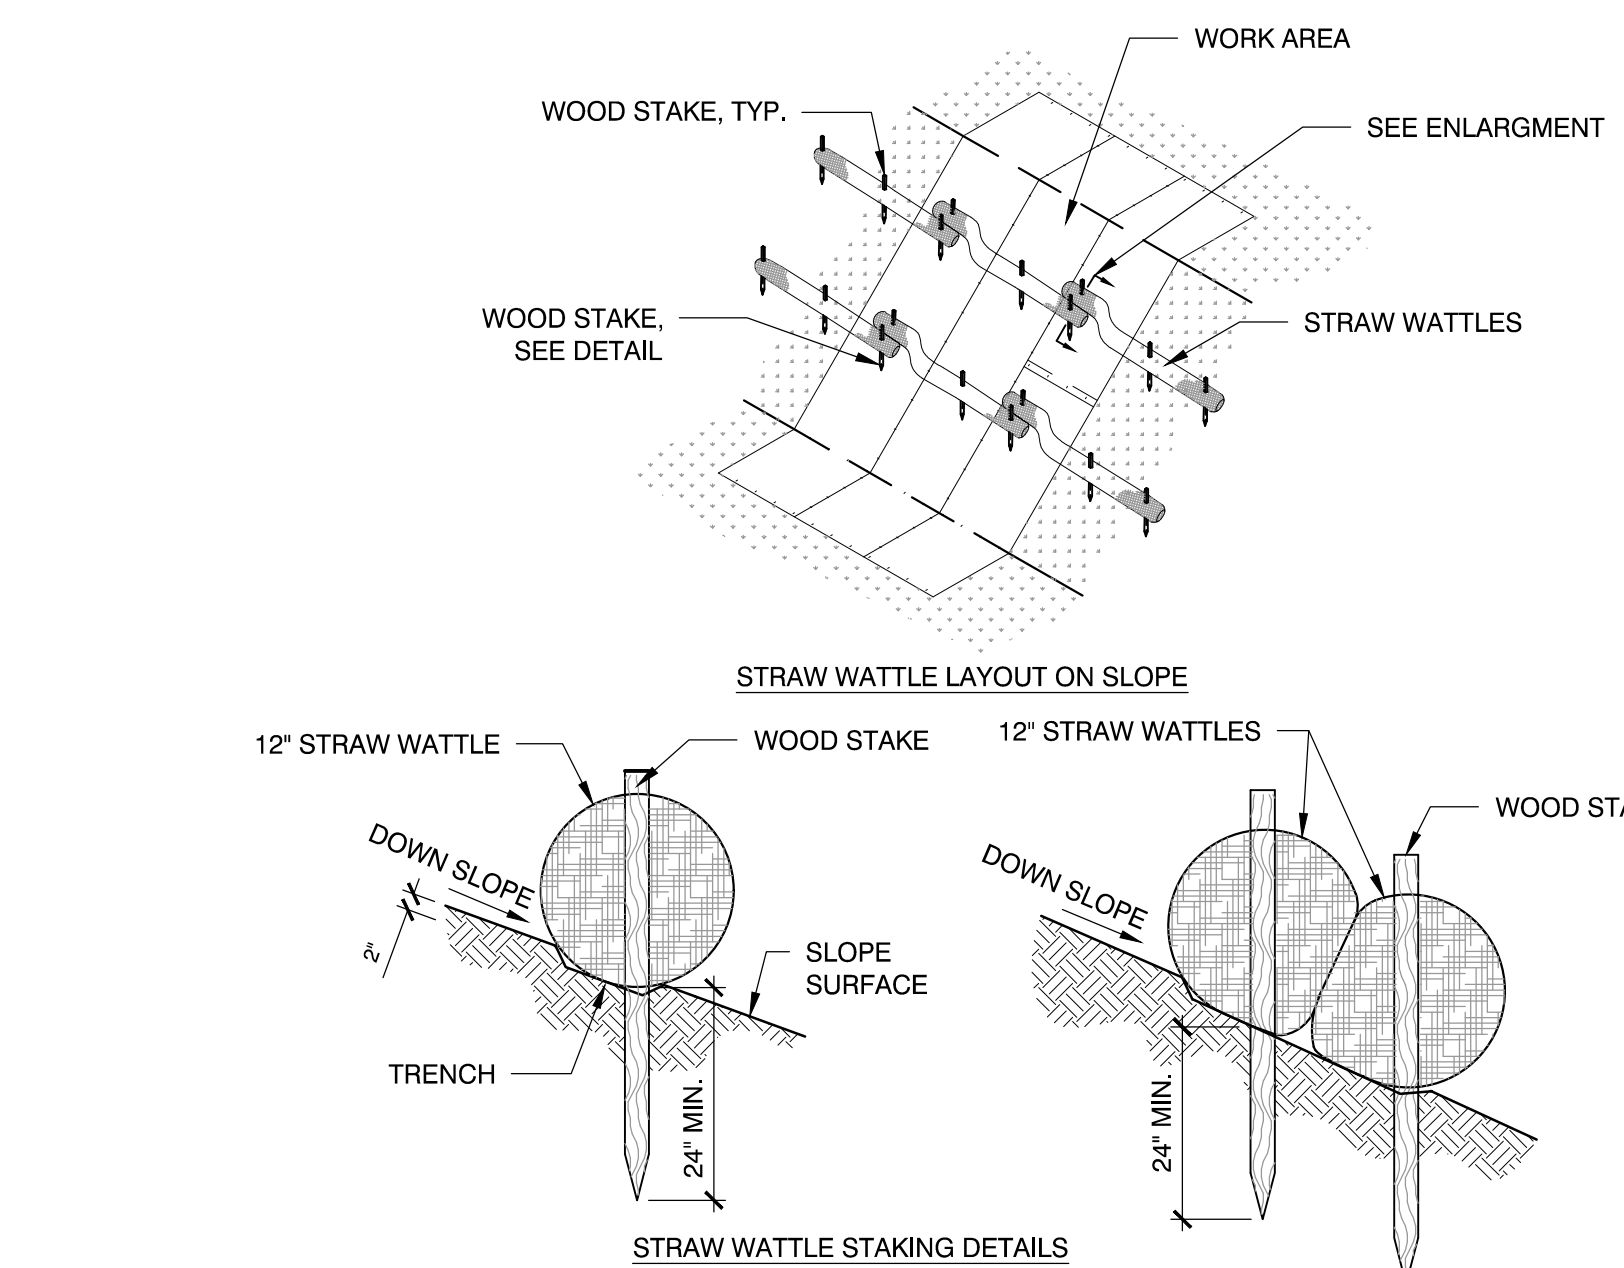 WORK AREA
WOOD STAKE, TYP.
SEE ENLARGMENT
WOOD STAKE,
SEE DETAIL
STRAW WATTLES
STRAW WATTLE LAYOUT ON SLOPE
12" STRAW WATTLE
WOOD STAKE
12" STRAW WATTLES
WOOD STA
DOWN SLOPE
DOWN SLOPE
2"
SLOPE
SURFACE
TRENCH
24" MIN.
24" MIN.
STRAW WATTLE STAKING DETAILS